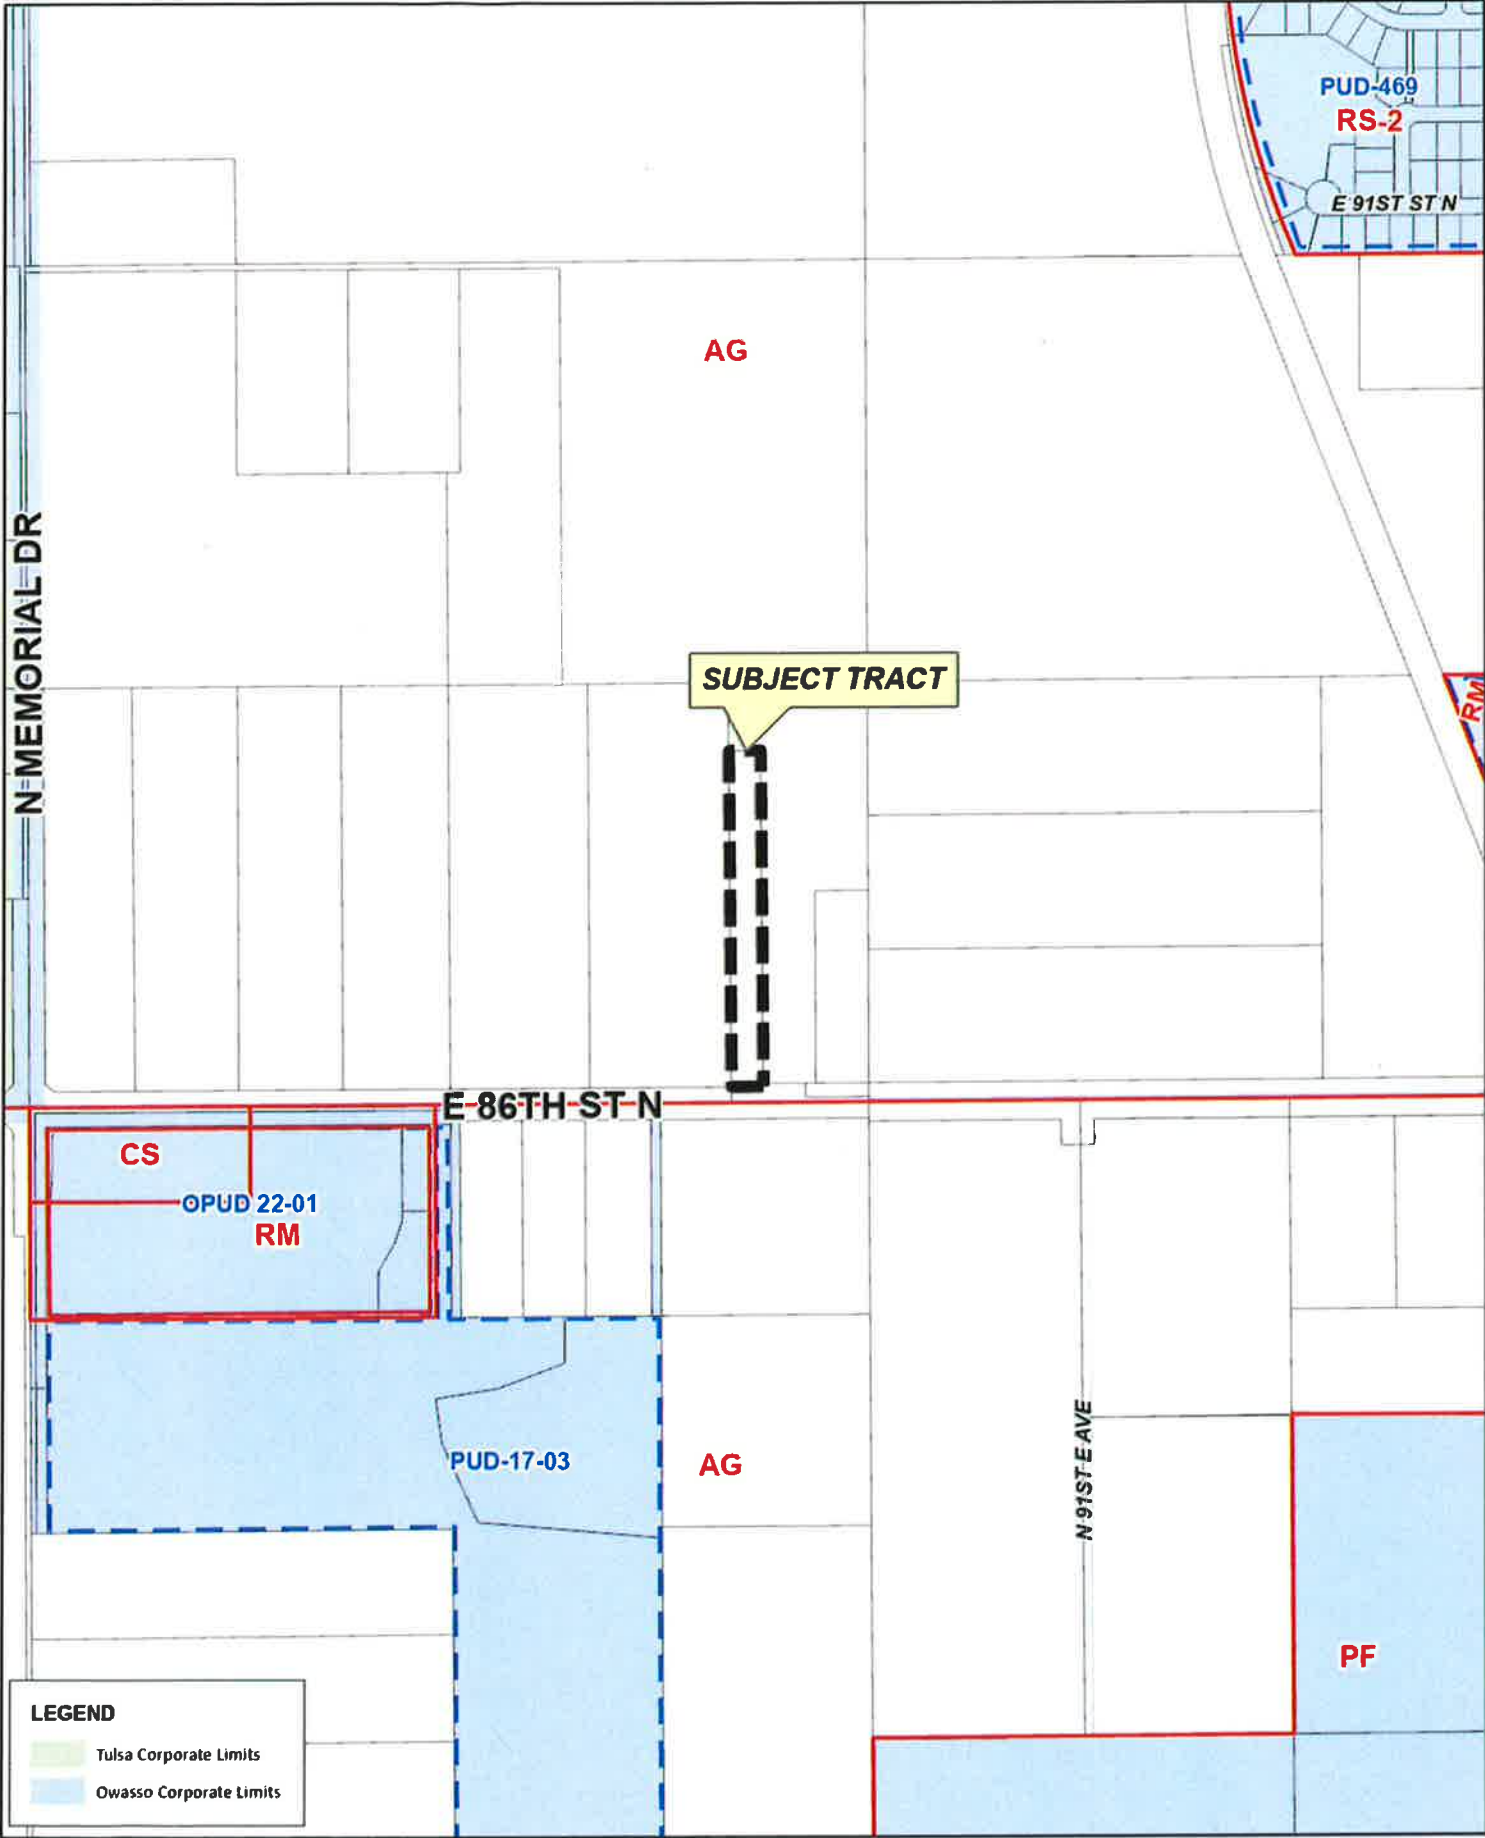 PUD-469
RS-2
E 91ST ST N
AG
N MEMORIAL DR
SUBJECT TRACT
RM
E 86TH ST N
CS
OPUD 22-01
RM
PUD-17-03
AG
N 91ST E AVE
PF
LEGEND
Tulsa Corporate Limits
Owasso Corporate Limits